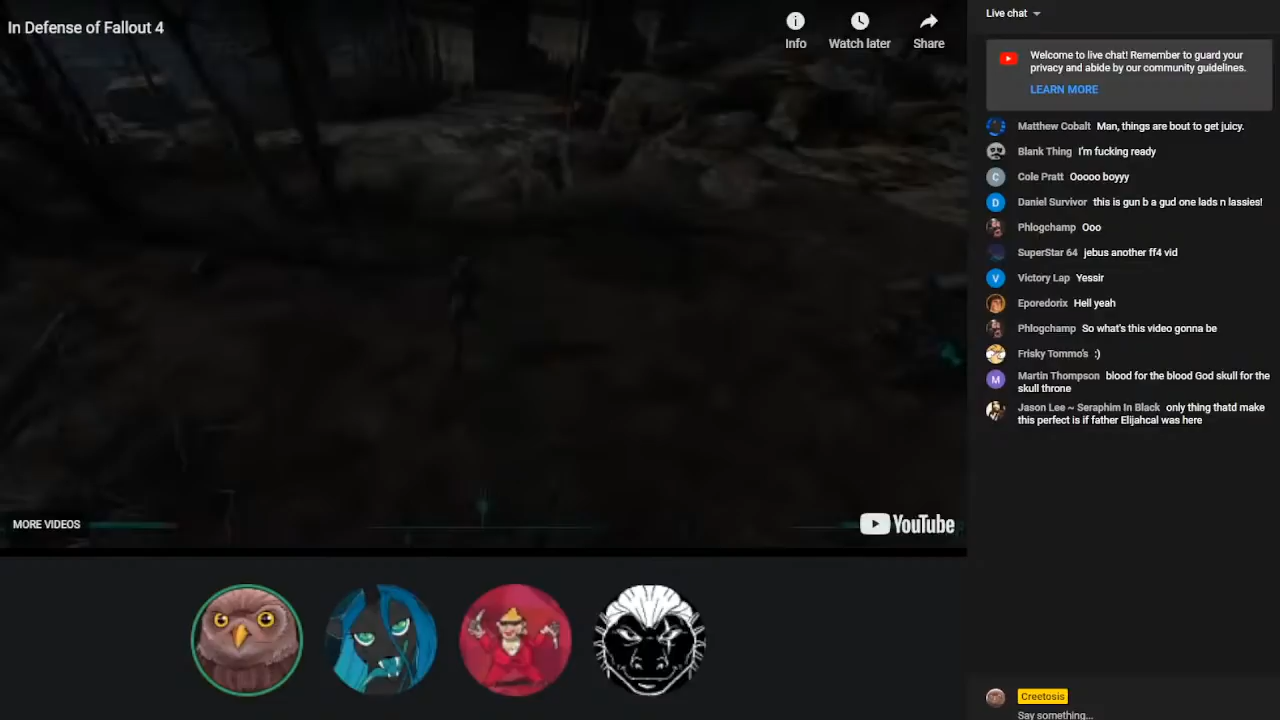 In Defense of Fallout 4
Info
Watch later
Share
MORE VIDEOS
YouTube
Live chat
Welcome to live chat! Remember to guard your
privacy and abide by our community guidelines.
LEARN MORE
Matthew Cobalt Man, things are bout to get juicy.
Blank Thing I'm fucking ready
C Cole Pratt Ooooo boyyy
D Daniel Survivor this is gun b a gud one lads n lassies!
Phlogchamp Ooo
SuperStar 64 jebus another ff4 vid
V Victory Lap Yessir
Eporedorix Hell yeah
Phlogchamp So what's this video gonna be
Frisky Tommo's :)
M Martin Thompson blood for the blood God skull for the
skull throne
Jason Lee ~ Seraphim In Black only thing thatd make
this perfect is if father Elijahcal was here
Creetosis
Say something...